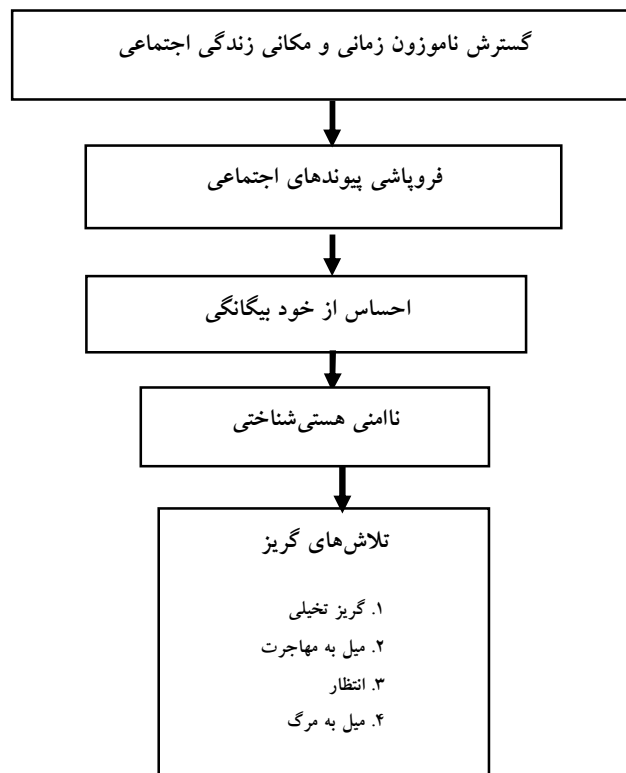 گسترش ناموزون زمانی و مکانی زندگی اجتماعی
فروپاشی پیوندهای اجتماعی
احساس از خود بیگانگی
ناامنی هستی‌شناختی
تلاش‌های گریز
۱. گریز تخیلی
۲. میل به مهاجرت
۳. انتظار
۴. میل به مرگ